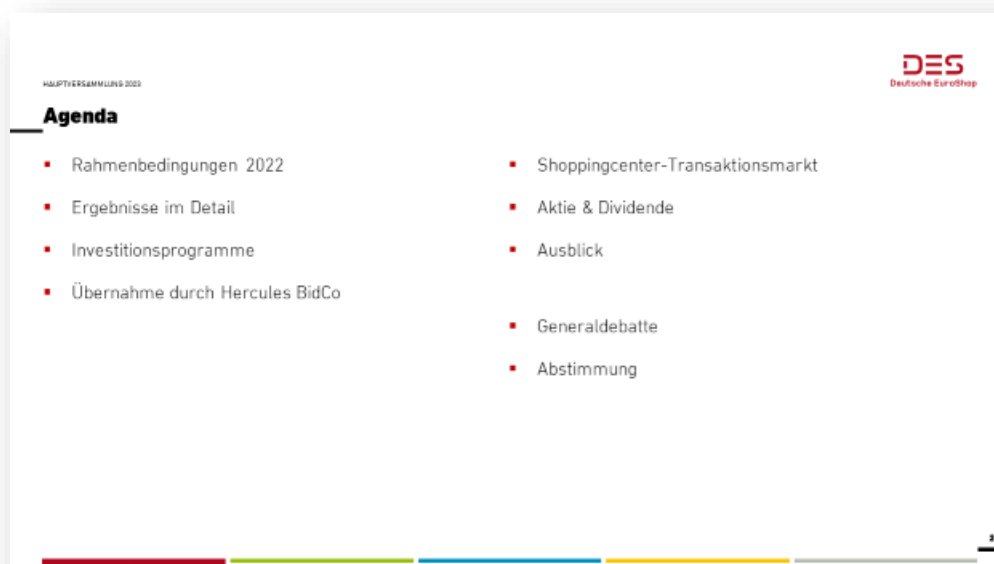 HAUPTVERSAMMLUNG 2023
DES
Deutsche EuroShop
Agenda
Rahmenbedingungen 2022
Ergebnisse im Detail
Investitionsprogramme
Übernahme durch Hercules BidCo
Shoppingcenter-Transaktionsmarkt
Aktie & Dividende
Ausblick
Generaldebatte
Abstimmung